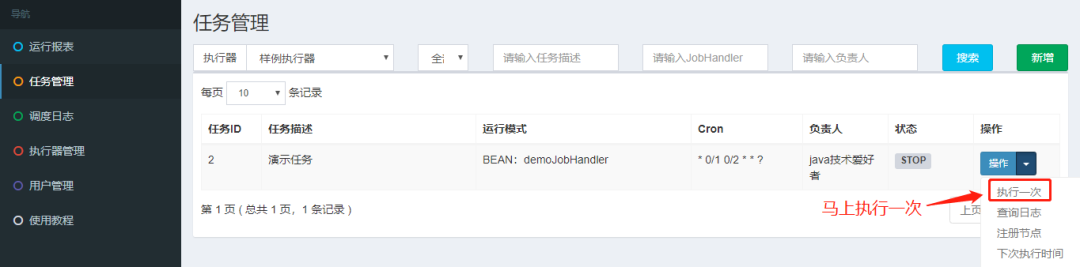 导航
运行报表
任务管理
调度日志
执行器管理
用户管理
使用教程
任务管理
执行器 样例执行器 请输入任务描述 请输入JobHandler 请输入负责人 搜索 新增
每页 10 条记录
任务ID 任务描述 运行模式 Cron 负责人 状态 操作
2 演示任务 BEAN：demoJobHandler * 0/1 0/2 * * ? java技术爱好 STOP 操作
者
第 1 页 ( 总共 1 页，1 条记录 ) 上页
马上执行一次
执行一次
查询日志
注册节点
下次执行时间